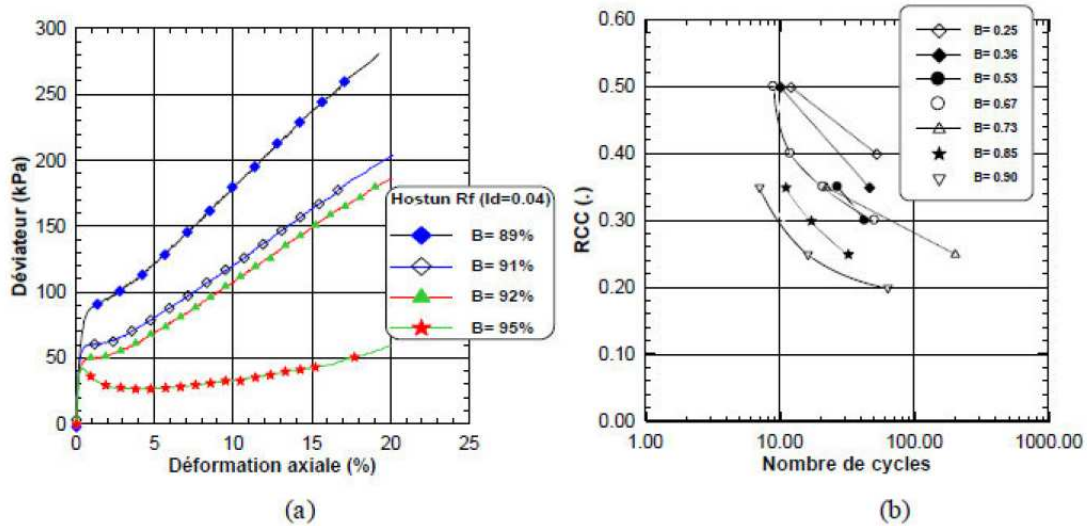 300
250
200
150
100
50
0
Déviateur (kPa)
0 5 10 15 20 25
Déformation axiale (%)
Hostun Rf (Id=0.04)
B= 89%
B= 91%
B= 92%
B= 95%
(a)
0.60
0.50
0.40
0.30
0.20
0.10
0.00
RCC (.)
1.00 10.00 100.00 1000.00
Nombre de cycles
B= 0.25
B= 0.36
B= 0.53
B= 0.67
B= 0.73
B= 0.85
B= 0.90
(b)